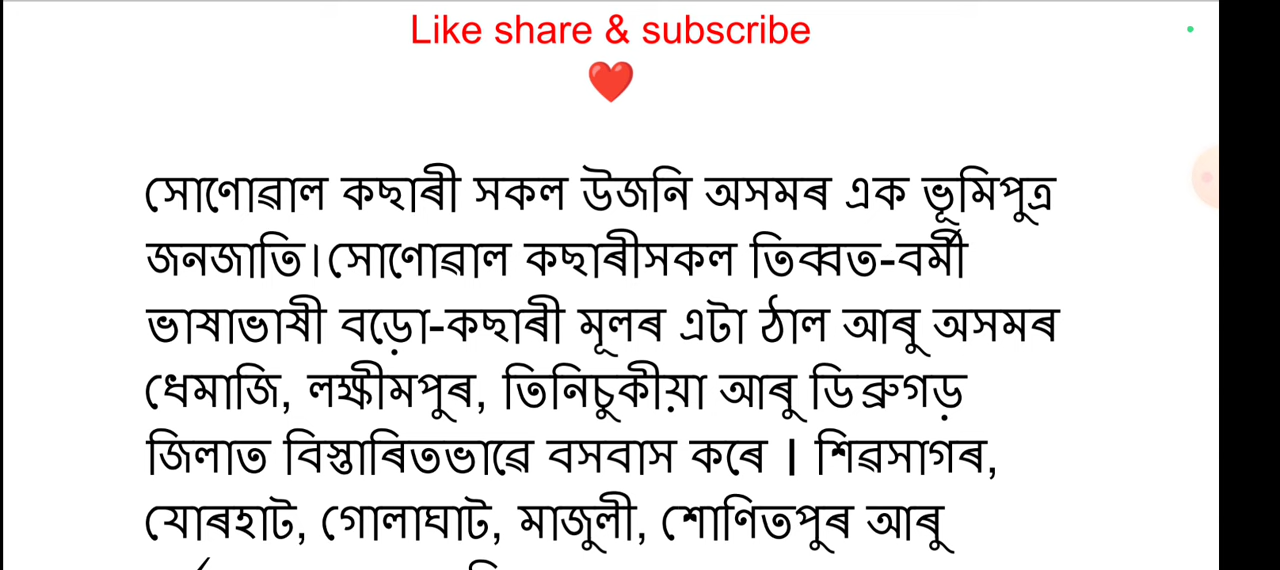 Like share & subscribe
❤️
সোণোৱাল কছাৰী সকল উজনি অসমৰ এক ভূমিপুত্ৰ
জনজাতি।সোণোৱাল কছাৰীসকল তিব্বত-বৰ্মী
ভাষাভাষী বড়ো-কছাৰী মূলৰ এটা ঠাল আৰু অসমৰ
ধেমাজি, লক্ষীমপুৰ, তিনিচুকীয়া আৰু ডিব্ৰুগড়
জিলাত বিস্তাৰিতভাৱে বসবাস কৰে | শিৱসাগৰ,
যোৰহাট, গোলাঘাট, মাজুলী, শোণিতপুৰ আৰু